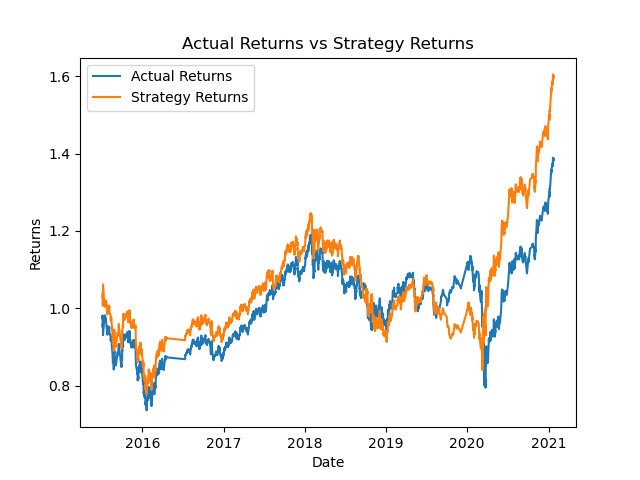 Actual Returns vs Strategy Returns
Actual Returns
Strategy Returns
1.6
1.4
1.2
1.0
0.8
Returns
2016 2017 2018 2019 2020 2021
Date